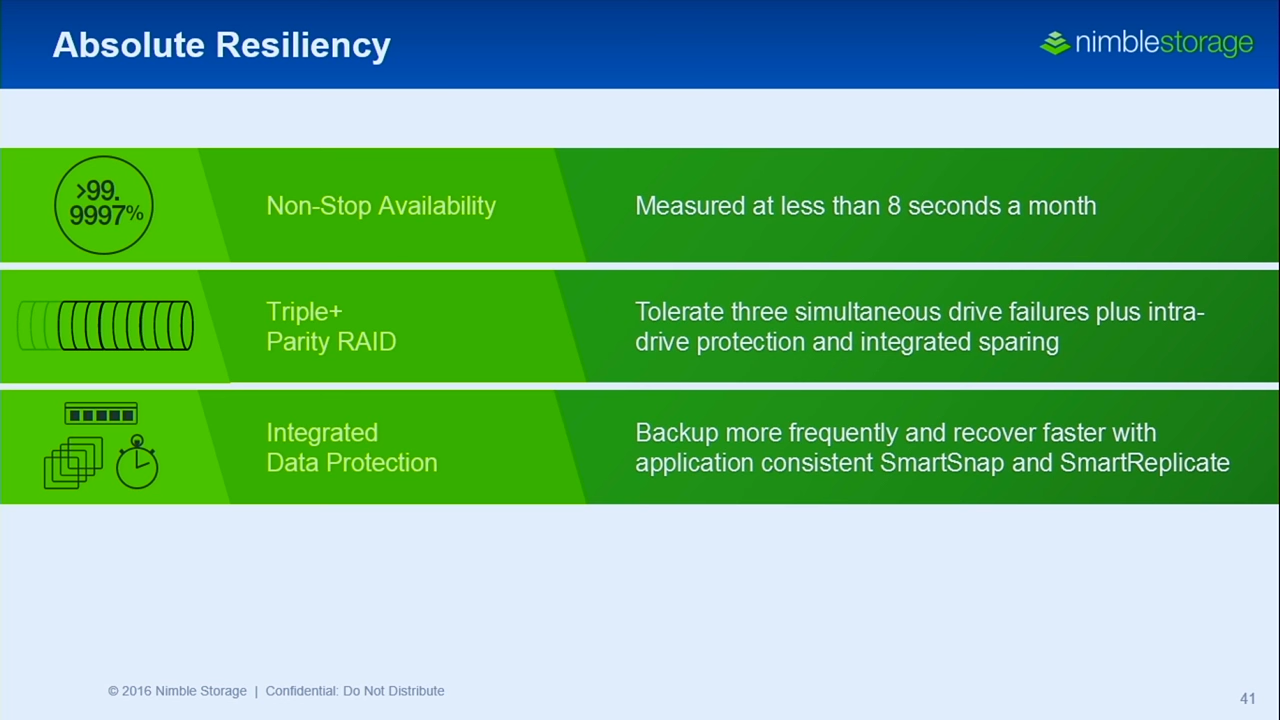 Absolute Resiliency
nimblestorage
>99.
9997%
Non-Stop Availability
Measured at less than 8 seconds a month
Triple+
Parity RAID
Tolerate three simultaneous drive failures plus intra-
drive protection and integrated sparing
Integrated
Data Protection
Backup more frequently and recover faster with
application consistent SmartSnap and SmartReplicate
© 2016 Nimble Storage | Confidential: Do Not Distribute
41